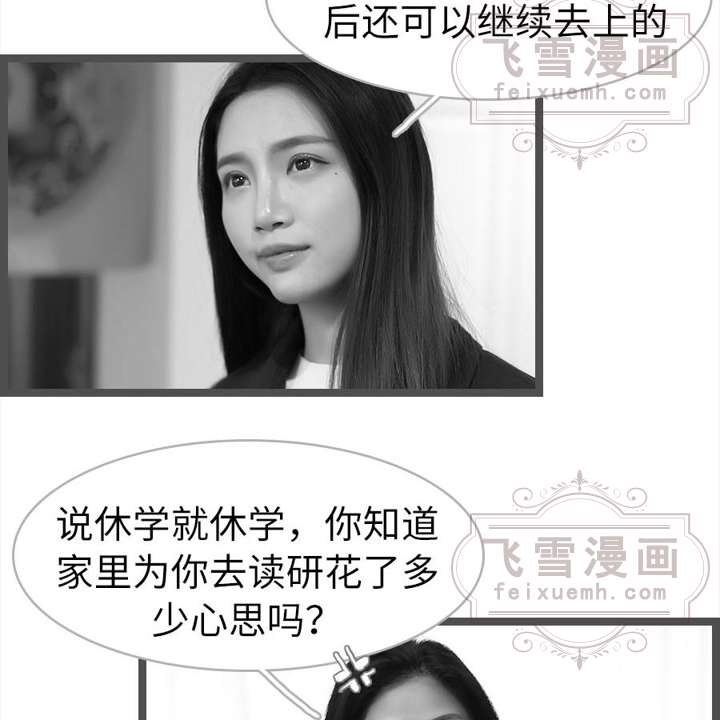 后还可以继续去上的
飞雪漫画
feixuemh.com
说休学就休学，你知道
家里为你去读研花了多
少心思吗？
飞雪漫画
feixuemh.com